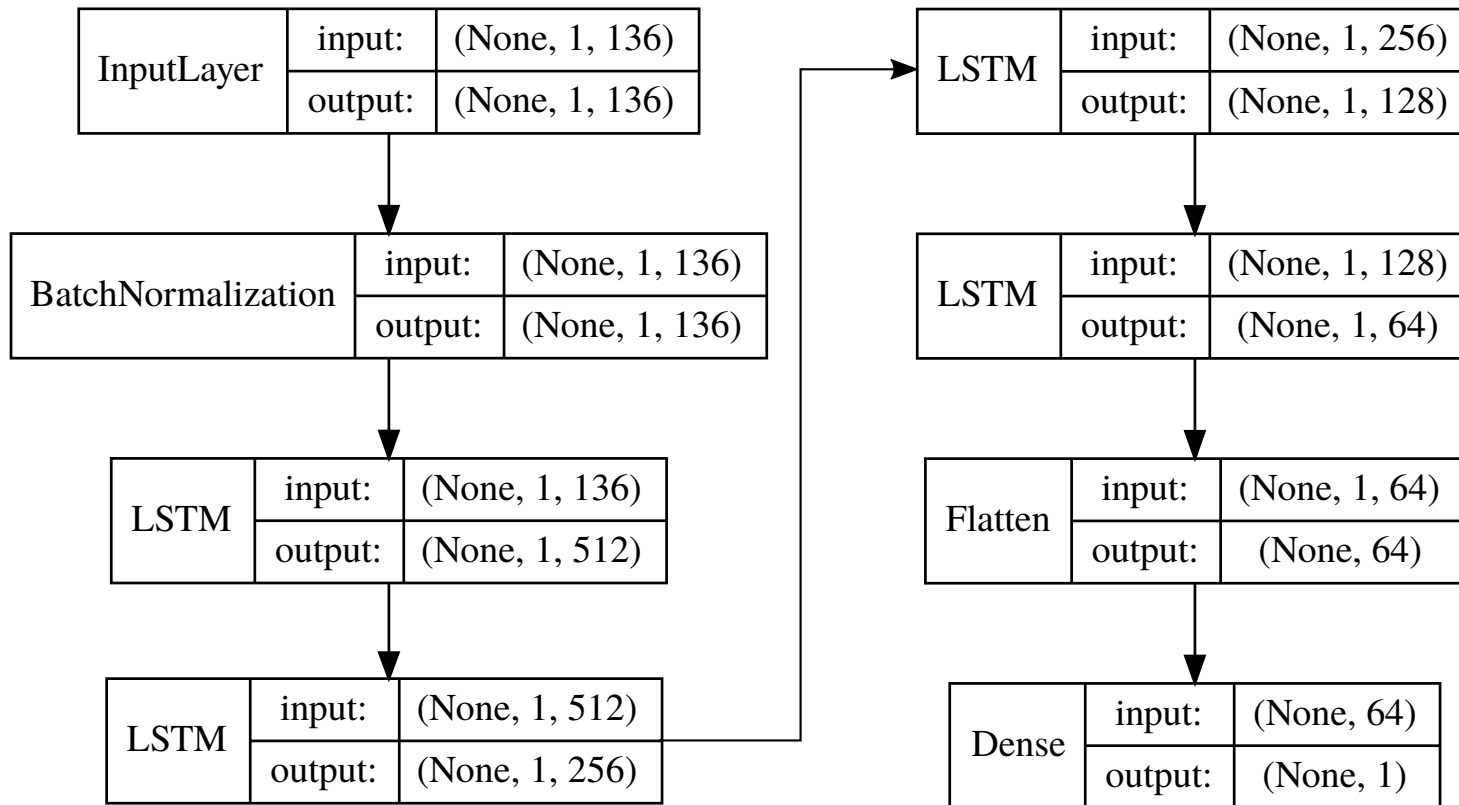 InputLayer
input: (None, 1, 136)
output: (None, 1, 136)
BatchNormalization
input: (None, 1, 136)
output: (None, 1, 136)
LSTM
input: (None, 1, 136)
output: (None, 1, 512)
LSTM
input: (None, 1, 512)
output: (None, 1, 256)
LSTM
input: (None, 1, 256)
output: (None, 1, 128)
LSTM
input: (None, 1, 128)
output: (None, 1, 64)
Flatten
input: (None, 1, 64)
output: (None, 64)
Dense
input: (None, 64)
output: (None, 1)